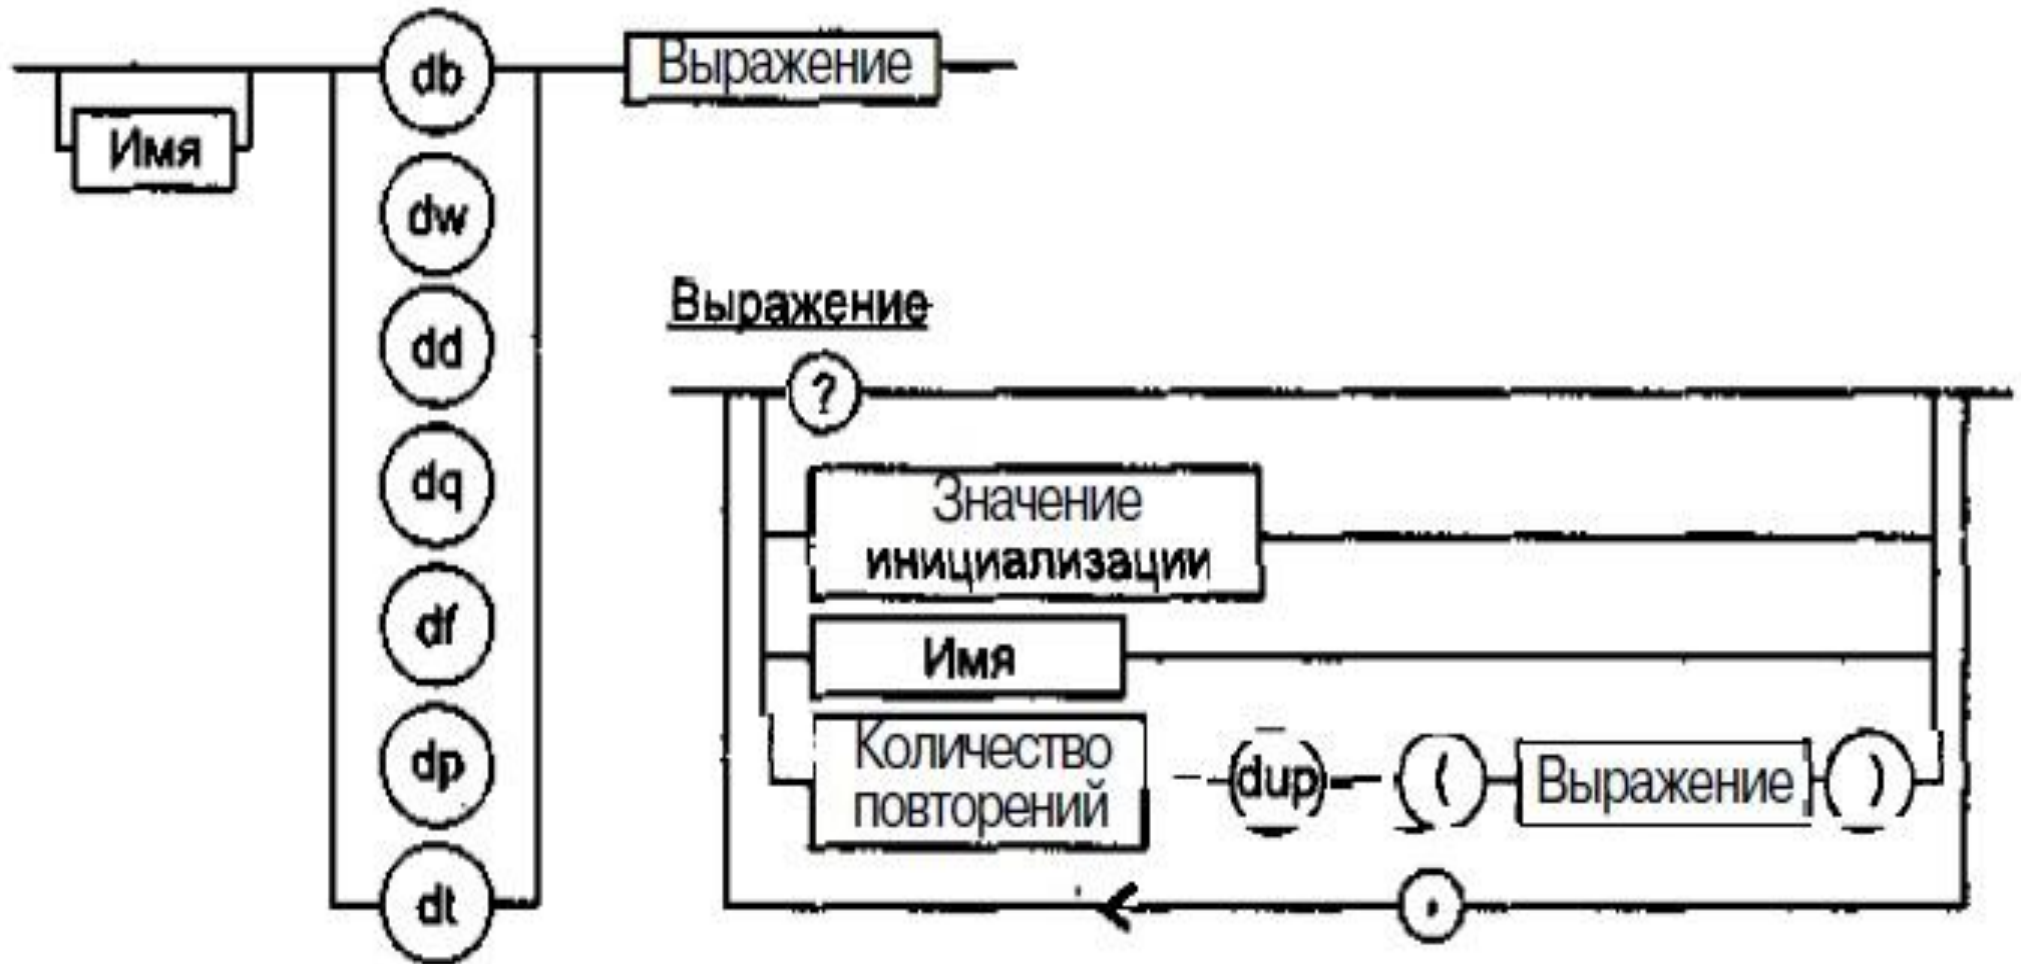 db
Выражение
Имя
dw
dd
dq
df
dp
dt
Выражение
?
Значение
инициализации
Имя
Количество
повторений
dup
(
Выражение
)
,